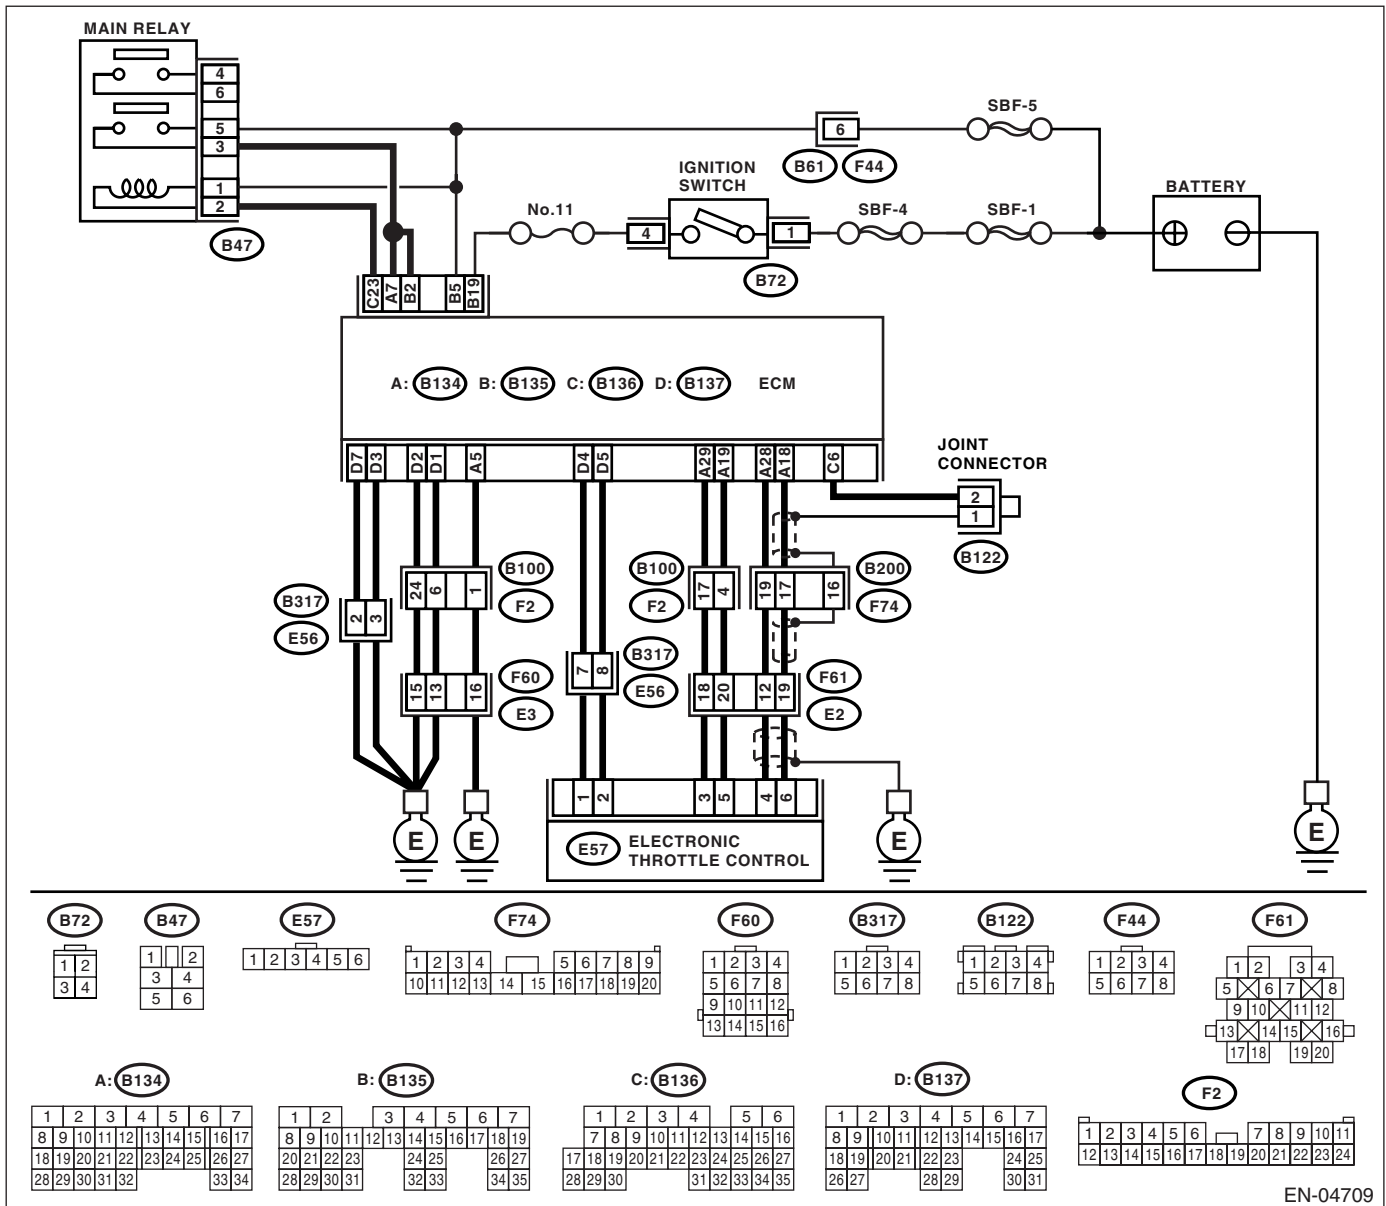 MAIN RELAY
4
6
5
3
1
2
B47
SBF-5
6
B61 F44
IGNITION
SWITCH
No.11
4
1
B72
SBF-4
SBF-1
BATTERY
C23 A7 B2 B5 B19
A: B134 B: B135 C: B136 D: B137 ECM
D7 D3 D2 D1 A5 D4 D5 A29 A19 A28 A18 C6
JOINT
CONNECTOR
2
1
B122
B317
E56
2 3
24 6 1
B100
F2
B100
F2
17 4
19 17 16
B200
F74
15 13 16
F60
E3
7 8
B317
E56
18 20 12 19
F61
E2
1 2 3 5 4 6
E57 ELECTRONIC
THROTTLE CONTROL
E E E E
B72 B47 E57 F74 F60 B317 B122 F44 F61
1 2
3 4
1 2
3 4
5 6
1 2 3 4 5 6
1 2 3 4 5 6 7 8 9
10 11 12 13 14 15 16 17 18 19 20
1 2 3 4
5 6 7 8
9 10 11 12
13 14 15 16
1 2 3 4
5 6 7 8
1 2 3 4
5 6 7 8
1 2 3 4
5 6 7 8
1 2 3 4
5 6 7 8
9 10 11 12
13 14 15 16
17 18 19 20
A: B134 B: B135 C: B136 D: B137 F2
1 2 3 4 5 6 7
8 9 10 11 12 13 14 15 16 17
18 19 20 21 22 23 24 25 26 27
28 29 30 31 32 33 34
1 2 3 4 5 6 7
8 9 10 11 12 13 14 15 16 17 18 19
20 21 22 23 24 25 26 27
28 29 30 31 32 33 34 35
1 2 3 4 5 6
7 8 9 10 11 12 13 14 15 16
17 18 19 20 21 22 23 24 25 26 27
28 29 30 31 32 33 34 35
1 2 3 4 5 6 7
8 9 10 11 12 13 14 15 16 17
18 19 20 21 22 23 24 25
26 27 28 29 30 31
1 2 3 4 5 6 7 8 9 10 11
12 13 14 15 16 17 18 19 20 21 22 23 24
EN-04709